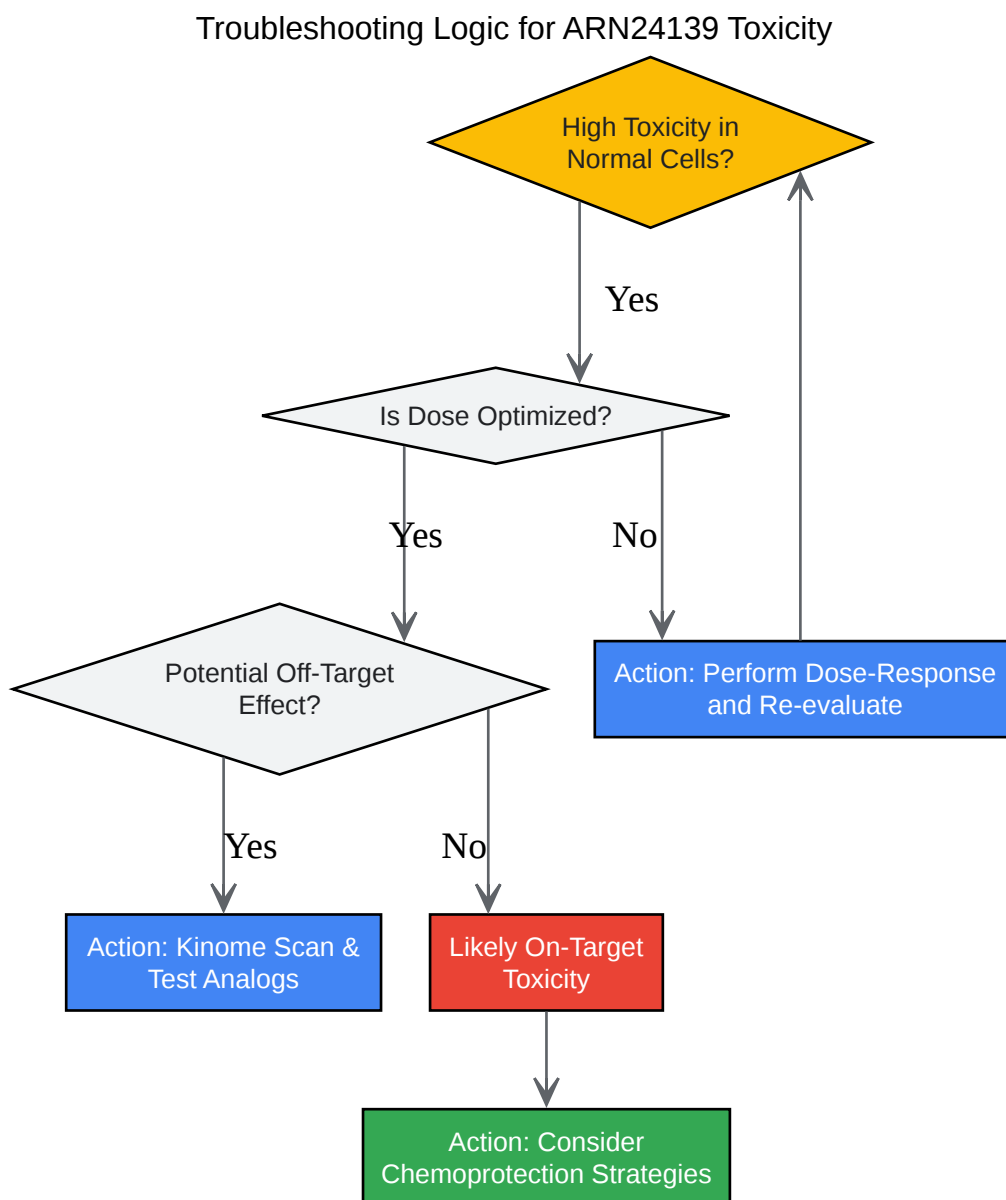 Troubleshooting Logic for ARN24139 Toxicity
High Toxicity in
Normal Cells?
Yes
Is Dose Optimized?
Yes
No
Potential Off-Target
Effect?
Action: Perform Dose-Response
and Re-evaluate
Yes
No
Action: Kinome Scan &
Test Analogs
Likely On-Target
Toxicity
Action: Consider
Chemoprotection Strategies